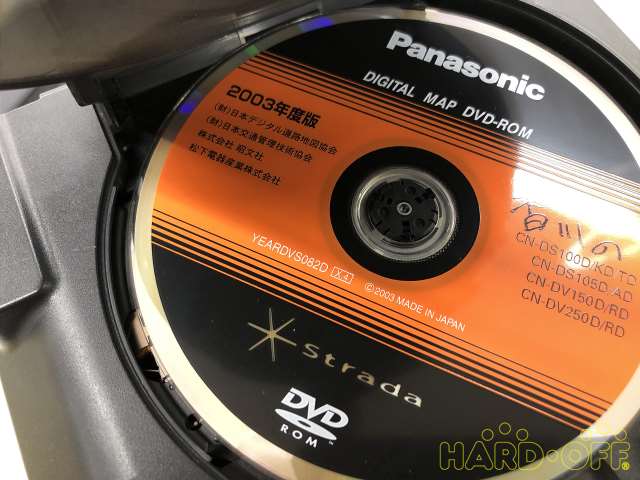 Panasonic
DIGITAL MAP DVD-ROM
2003年度版
(財)日本デジタル道路地図協会
(財)日本交通管理技術協会
株式会社 昭文社
松下電器産業株式会社
CN-DS100D/KD TC
CN-DS105D/AD
CN-DV150D/RD
CN-DV250D/RD
YEARDVS082D X4
©2003 MADE IN JAPAN
strada
DVD
ROM
HARD·OFF